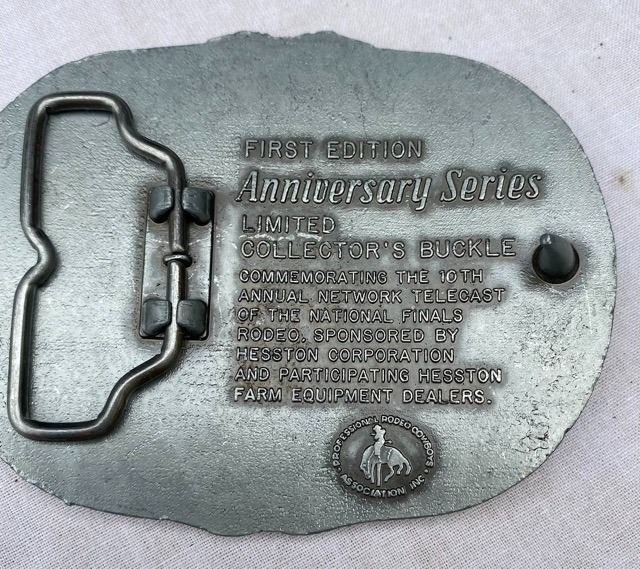 FIRST EDITION
Anniversary Series
LIMITED
COLLECTOR'S BUCKLE
COMMEMORATING THE 10TH
ANNUAL NETWORK TELECAST
OF THE NATIONAL FINALS
RODEO. SPONSORED BY
HESSTON CORPORATION
AND PARTICIPATING HESSTON
FARM EQUIPMENT DEALERS.
PROFESSIONAL RODEO COWBOYS
ASSOCIATION, INC.